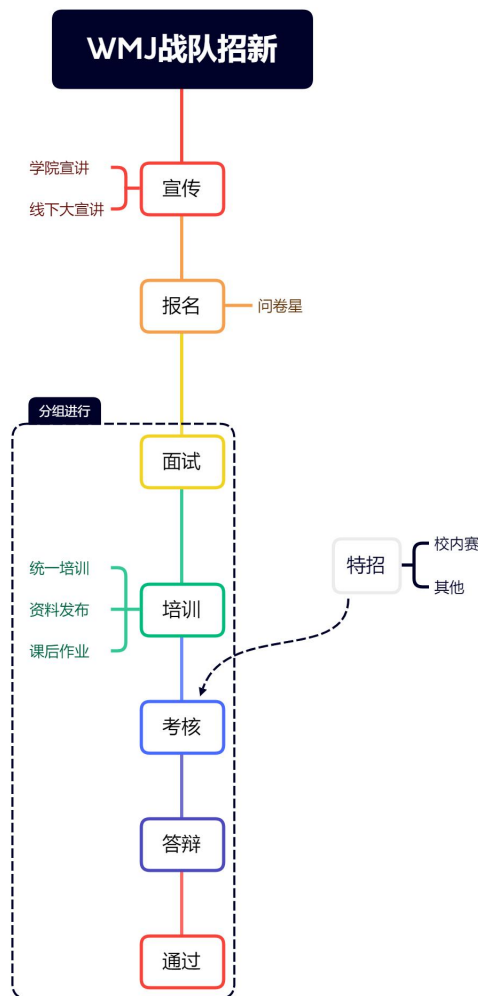 WMJ战队招新
学院宣讲
宣传
线下大宣讲
报名
问卷星
分组进行
面试
校内赛
特招
其他
统一培训
资料发布
培训
课后作业
考核
答辩
通过